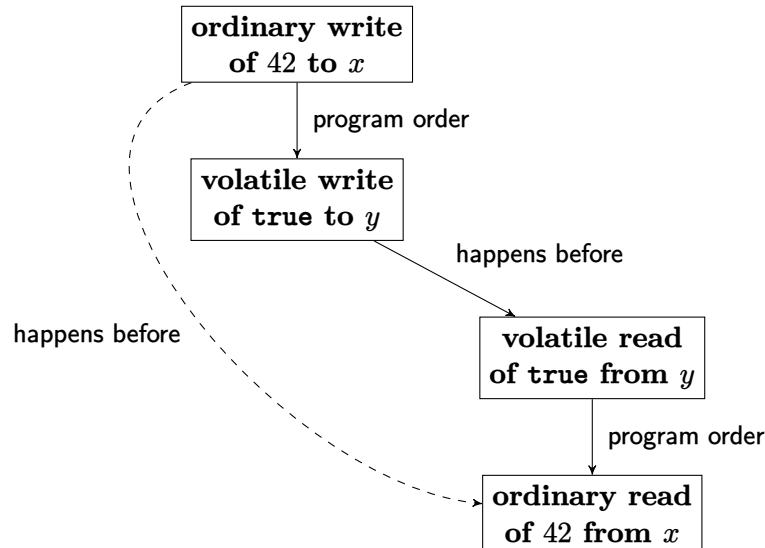 ordinary write
of 42 to x
program order
volatile write
of true to y
happens before
happens before
volatile read
of true from y
program order
ordinary read
of 42 from x